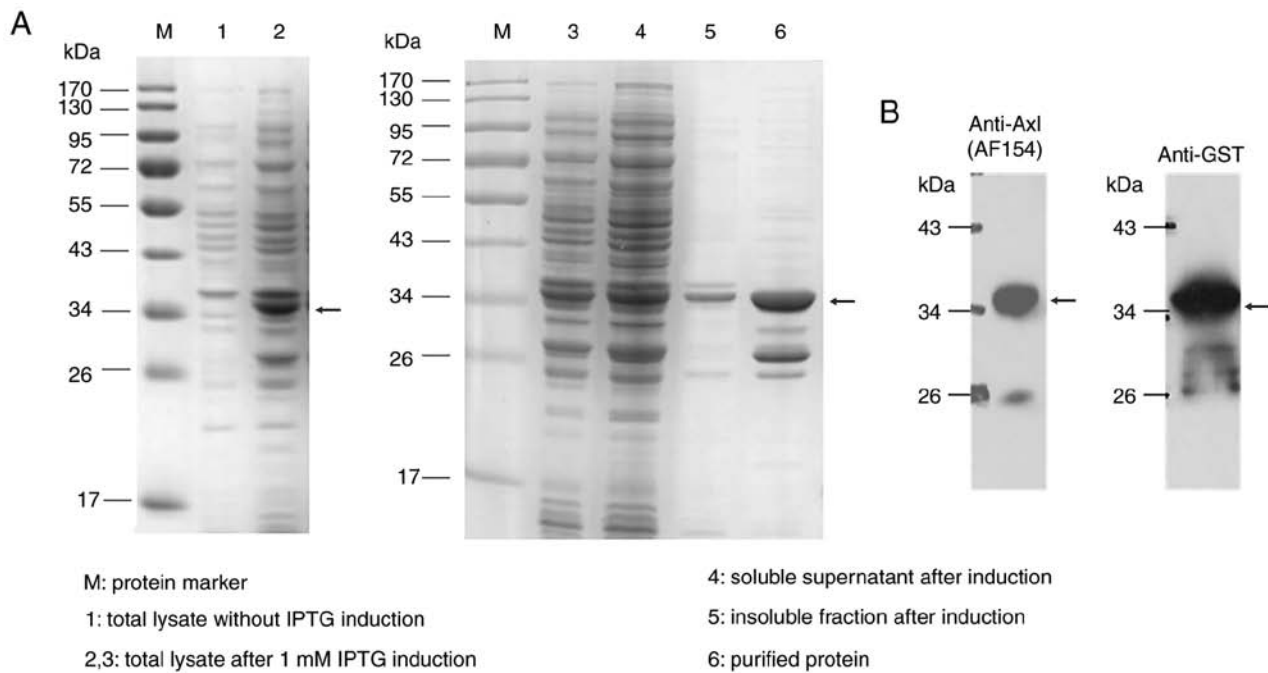 A
M 1 2
kDa
170
130
95
72
55
43
34
26
17
M 3 4 5 6
kDa
170
130
95
72
55
43
34
26
17
B
Anti-Axl
(AF154)
kDa
43
34
26
Anti-GST
kDa
43
34
26
M: protein marker
1: total lysate without IPTG induction
2,3: total lysate after 1 mM IPTG induction
4: soluble supernatant after induction
5: insoluble fraction after induction
6: purified protein